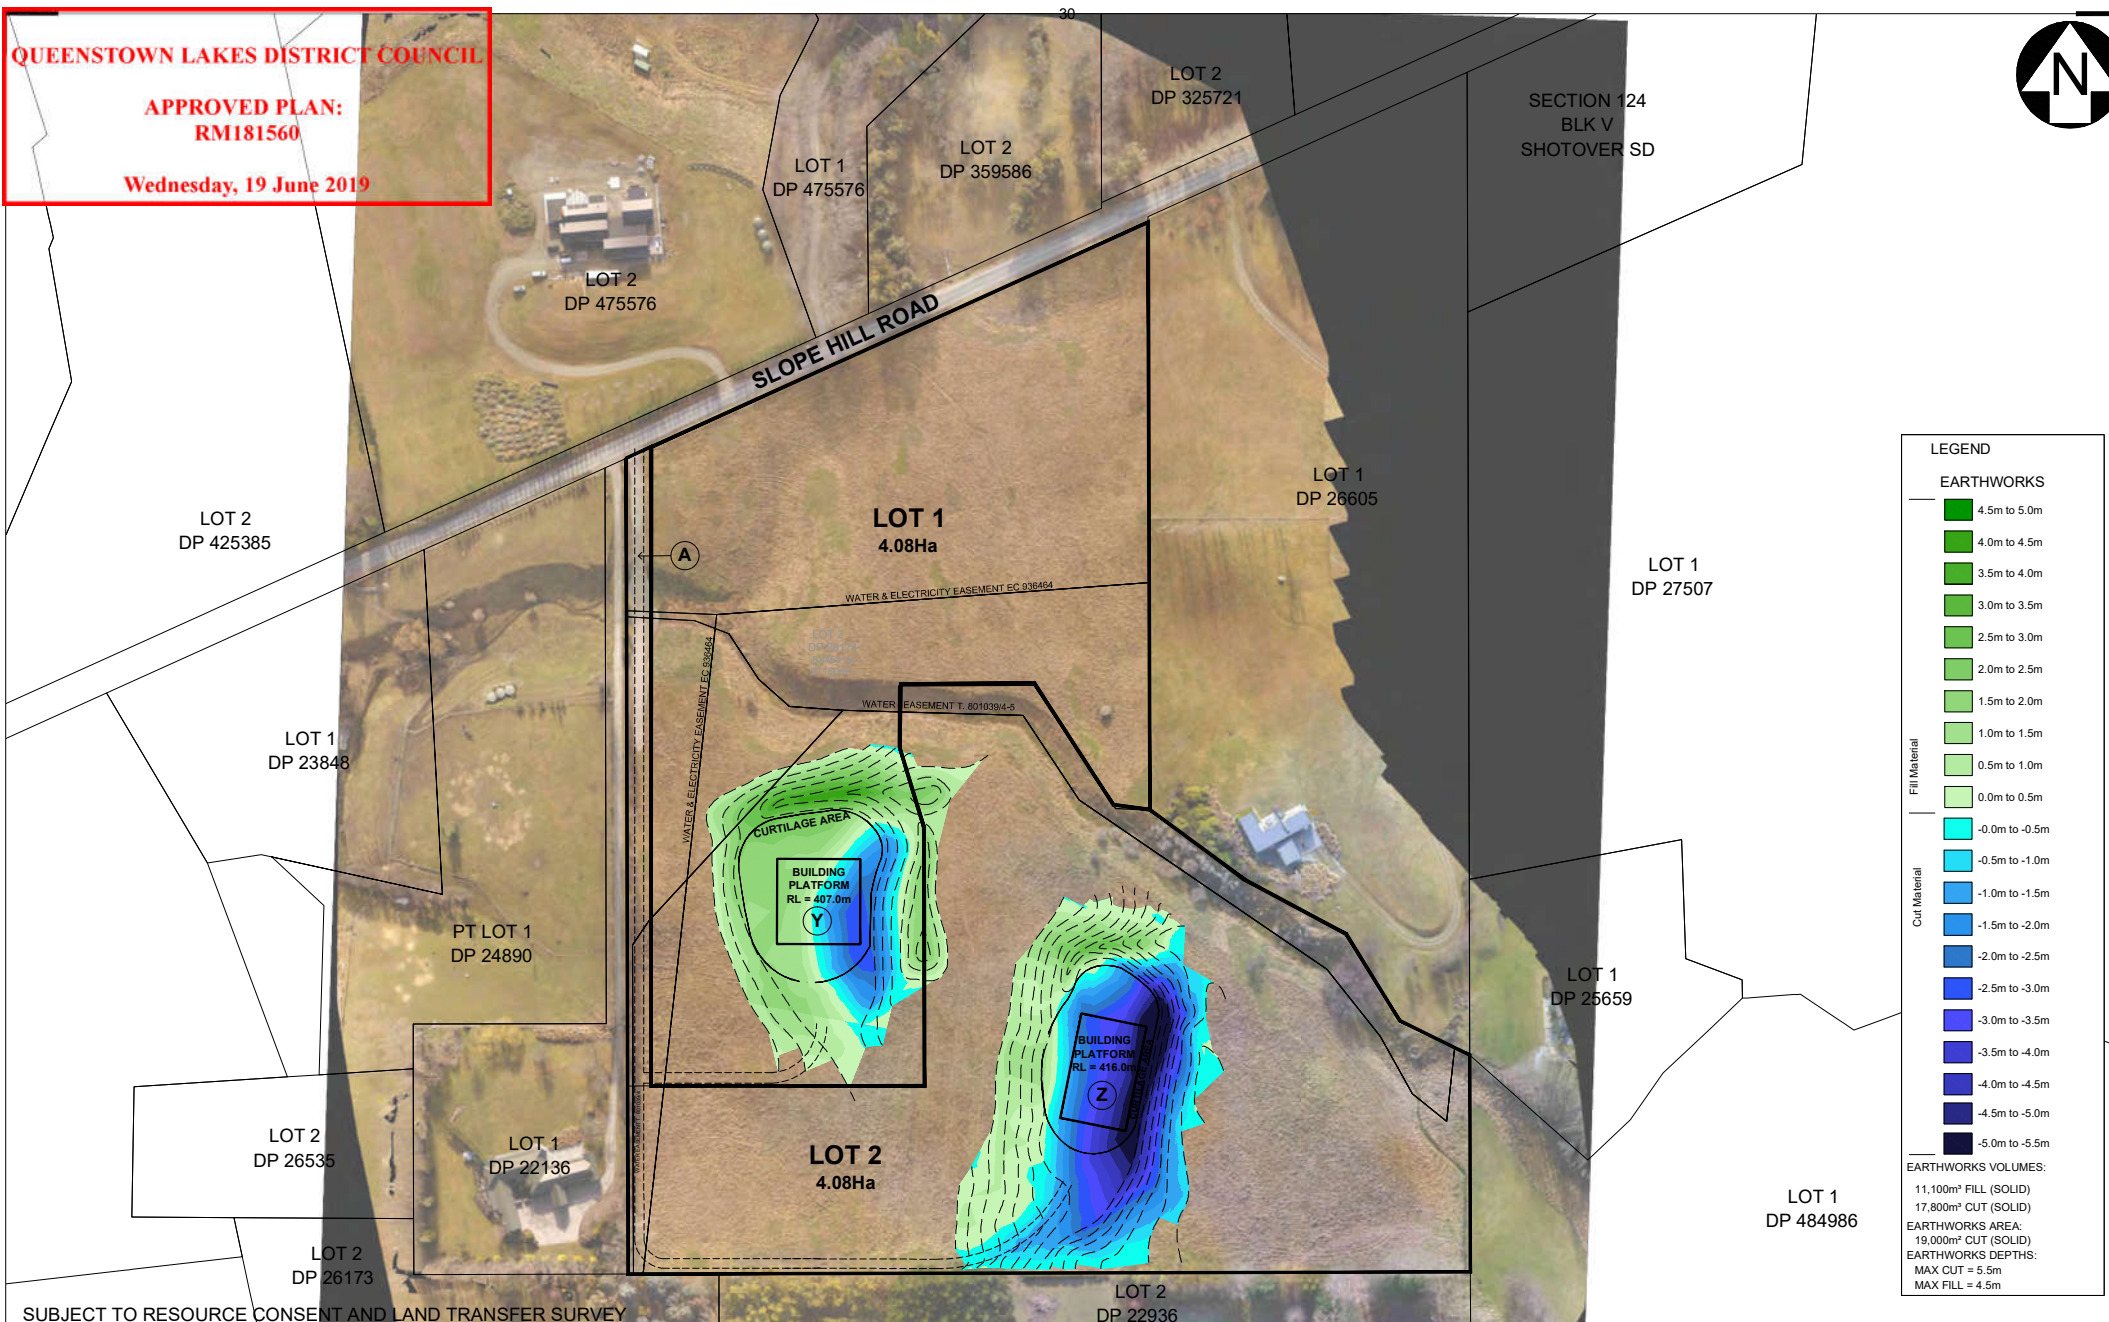 30
QUEENSTOWN LAKES DISTRICT COUNCIL
APPROVED PLAN:
RM181560
Wednesday, 19 June 2019
N
LOT 2
DP 325721
SECTION 124
BLK V
SHOTOVER SD
LOT 1
DP 475576
LOT 2
DP 359586
LOT 2
DP 475576
SLOPE HILL ROAD
LOT 1
DP 26605
LOT 2
DP 425385
LOT 1
4.08Ha
A
LOT 1
DP 27507
WATER & ELECTRICITY EASEMENT EC 936464
WATER & ELECTRICITY EASEMENT EC 936464
WATER EASEMENT T. 801039/4-5
LOT 1
DP 23848
CURTILAGE AREA
BUILDING
PLATFORM
RL = 407.0m
Y
PT LOT 1
DP 24890
LOT 1
DP 25659
BUILDING
PLATFORM
RL = 416.0m
Z
CURTILAGE AREA
LOT 2
DP 26535
LOT 1
DP 22136
LOT 2
4.08Ha
LOT 1
DP 484986
LOT 2
DP 26173
LOT 2
DP 22936
SUBJECT TO RESOURCE CONSENT AND LAND TRANSFER SURVEY
LEGEND
EARTHWORKS
4.5m to 5.0m
4.0m to 4.5m
3.5m to 4.0m
3.0m to 3.5m
2.5m to 3.0m
2.0m to 2.5m
1.5m to 2.0m
1.0m to 1.5m
0.5m to 1.0m
0.0m to 0.5m
Fill Material
-0.0m to -0.5m
-0.5m to -1.0m
-1.0m to -1.5m
-1.5m to -2.0m
-2.0m to -2.5m
-2.5m to -3.0m
-3.0m to -3.5m
-3.5m to -4.0m
-4.0m to -4.5m
-4.5m to -5.0m
-5.0m to -5.5m
Cut Material
EARTHWORKS VOLUMES:
11,100m³ FILL (SOLID)
17,800m³ CUT (SOLID)
EARTHWORKS AREA:
19,000m² CUT (SOLID)
EARTHWORKS DEPTHS:
MAX CUT = 5.5m
MAX FILL = 4.5m